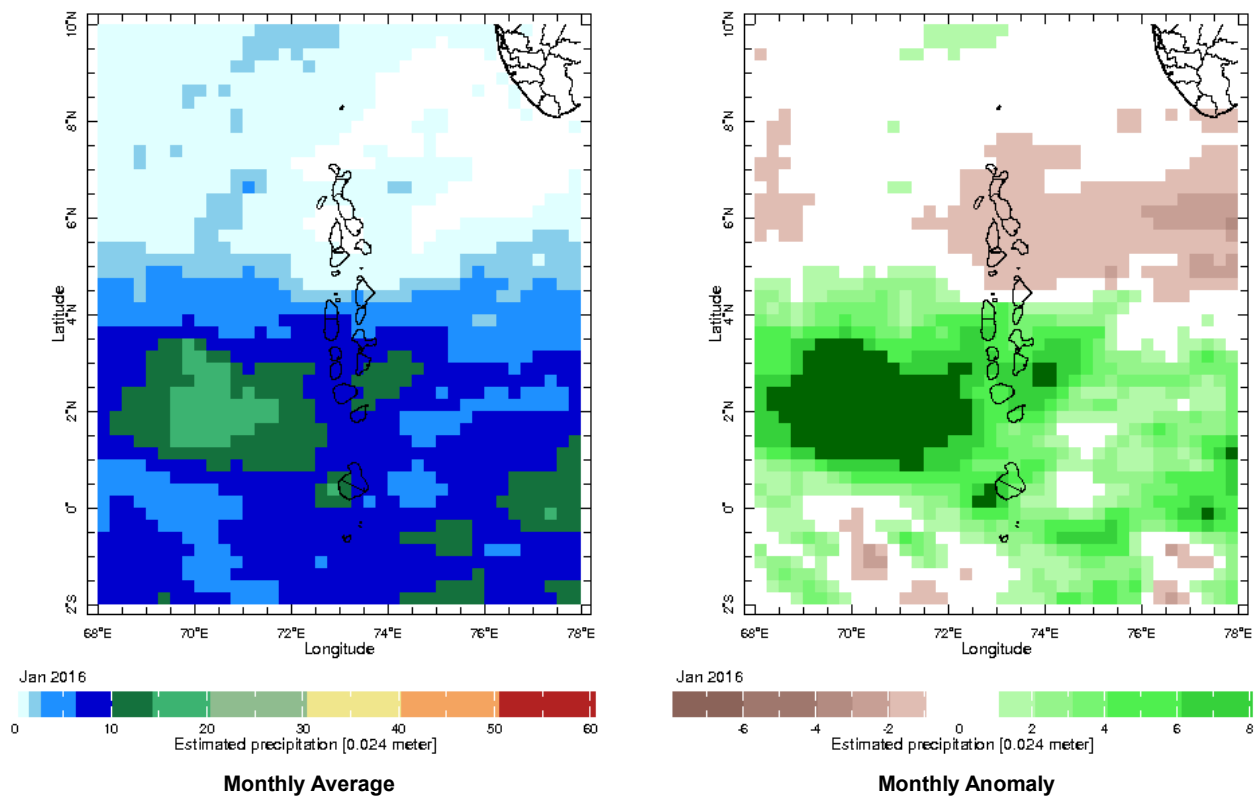 10°N
8°N
6°N
4°N
2°N
0°
2°S
Latitude
68°E 70°E 72°E 74°E 76°E 78°E
Longitude
Jan 2016
0 10 20 30 40 50 60
Estimated precipitation [0.024 meter]
Monthly Average
10°N
8°N
6°N
4°N
2°N
0°
2°S
Latitude
68°E 70°E 72°E 74°E 76°E 78°E
Longitude
Jan 2016
-6 -4 -2 0 2 4 6 8
Estimated precipitation [0.024 meter]
Monthly Anomaly